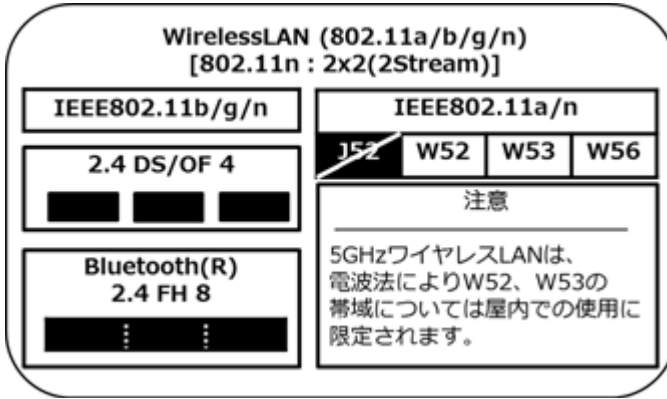 WirelessLAN (802.11a/b/g/n)
[802.11n : 2x2(2Stream)]
IEEE802.11b/g/n
2.4 DS/OF 4
Bluetooth(R)
2.4 FH 8
IEEE802.11a/n
J52 W52 W53 W56
注意
5GHzワイヤレスLANは、
電波法によりW52、W53の
帯域については屋内での使用に
限定されます。